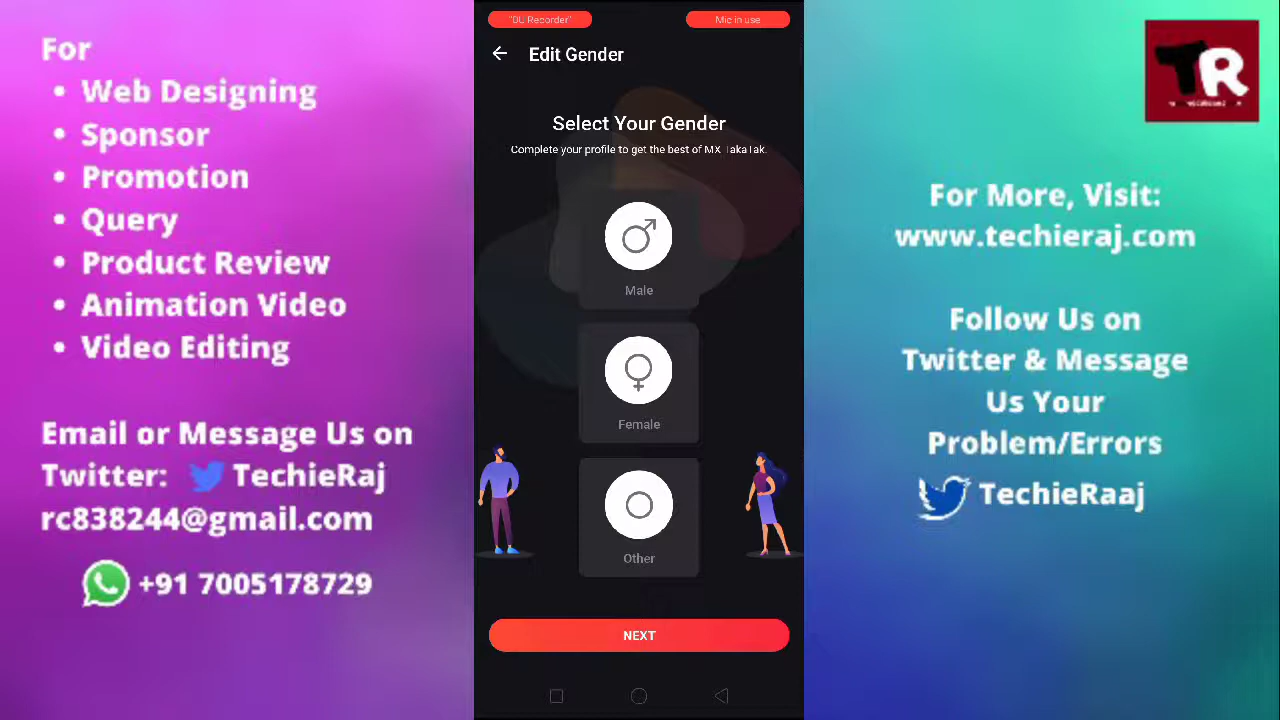 For
• Web Designing
• Sponsor
• Promotion
• Query
• Product Review
• Animation Video
• Video Editing
Email or Message Us on
Twitter: TechieRaj
rc838244@gmail.com
+91 7005178729
"DU Recorder"
Mic in use
Edit Gender
Select Your Gender
Complete your profile to get the best of MX TakaTak.
Male
Female
Other
NEXT
TR
For More, Visit:
www.techieraj.com
Follow Us on
Twitter & Message
Us Your
Problem/Errors
TechieRaaj